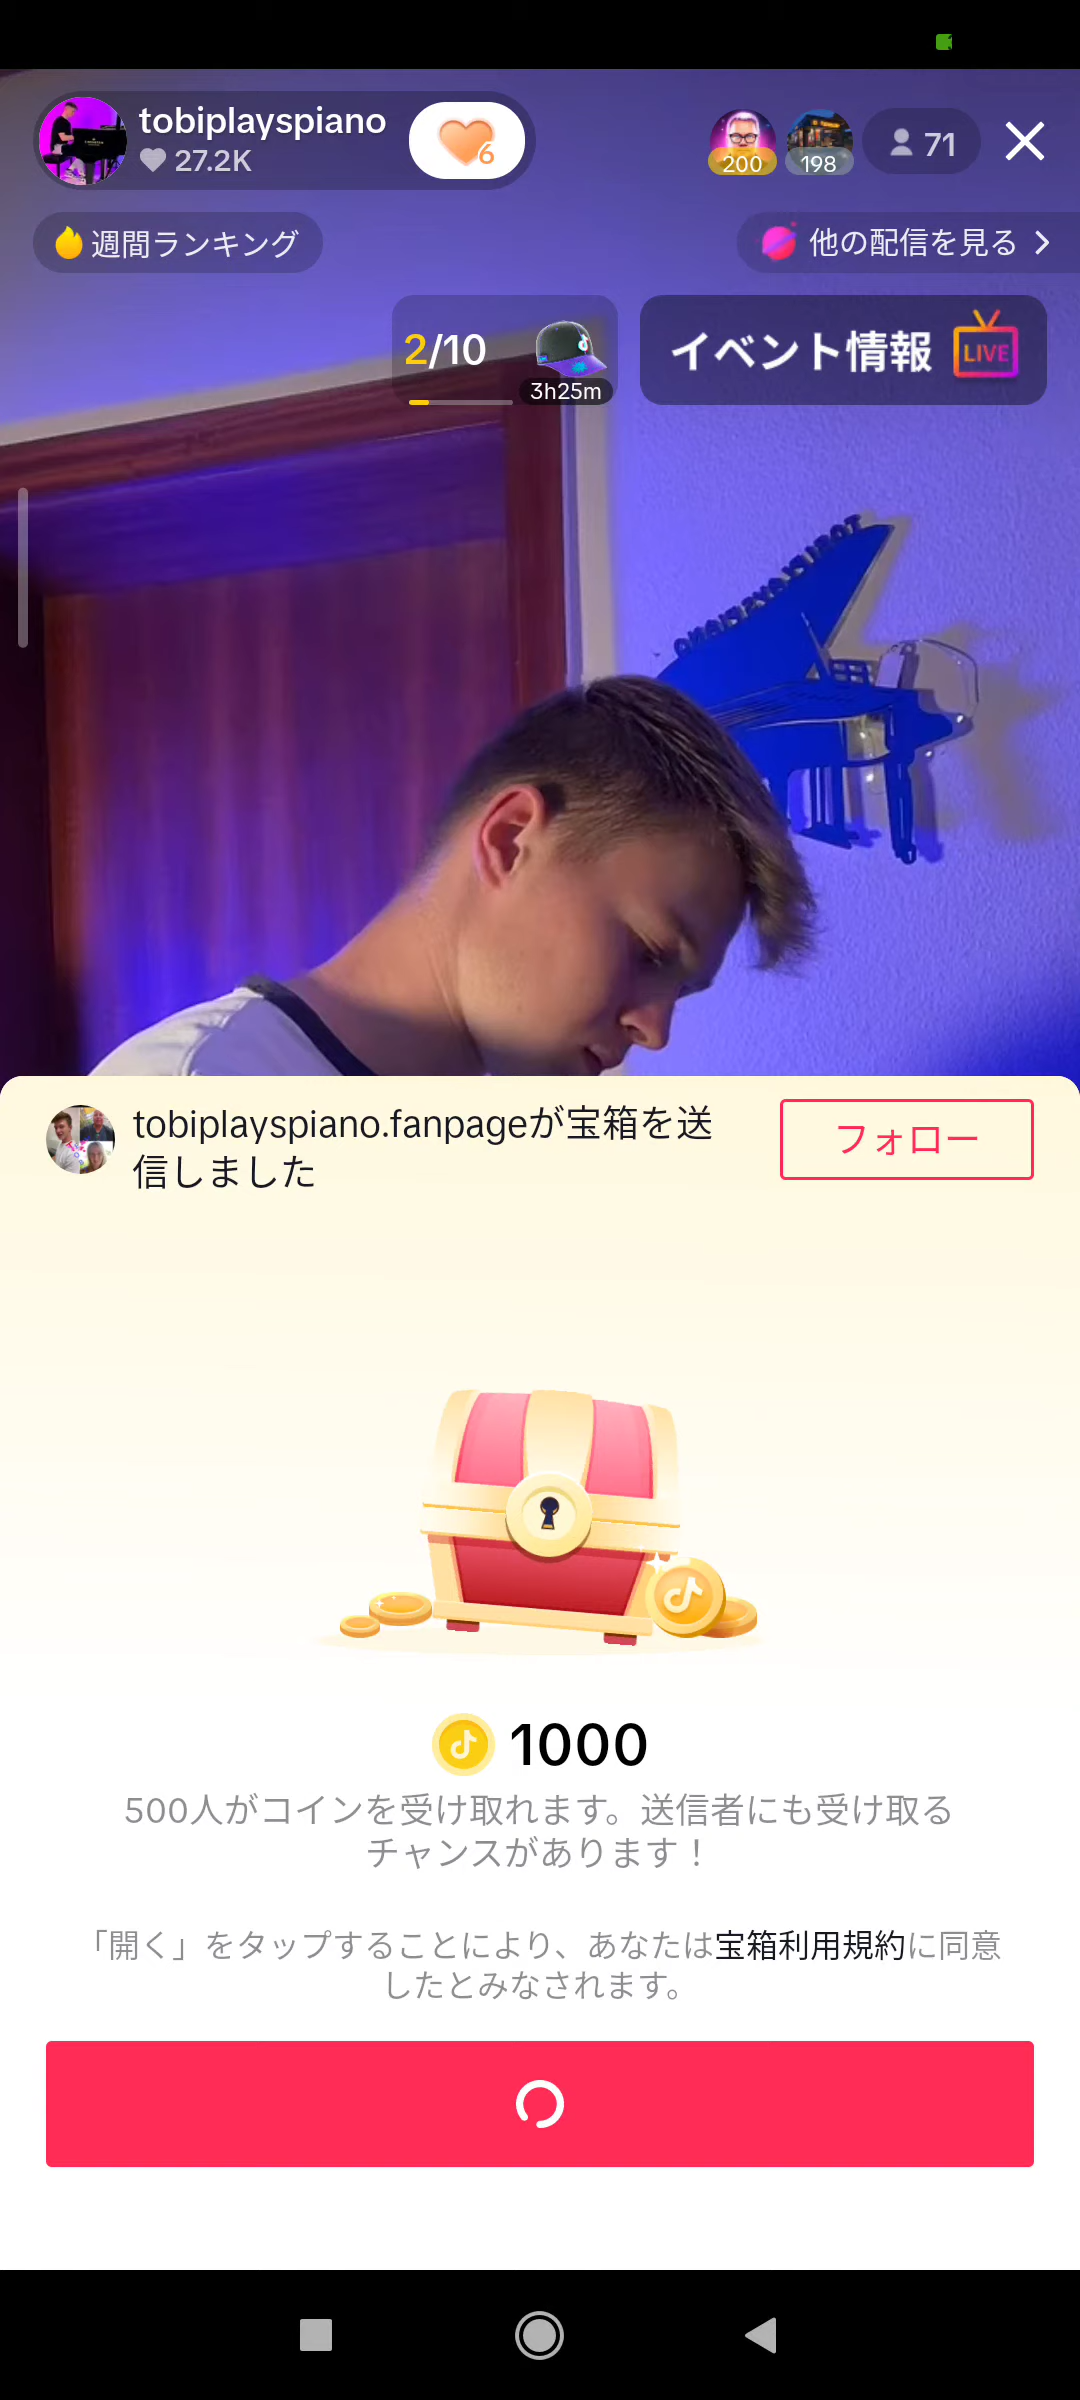 tobiplayspiano
27.2K
6
200
198
71
週間ランキング
他の配信を見る
2/10
3h25m
イベント情報
LIVE
tobiplayspiano.fanpageが宝箱を送
信しました
フォロー
1000
500人がコインを受け取れます。送信者にも受け取る
チャンスがあります！
「開く」をタップすることにより、あなたは宝箱利用規約に同意
したとみなされます。